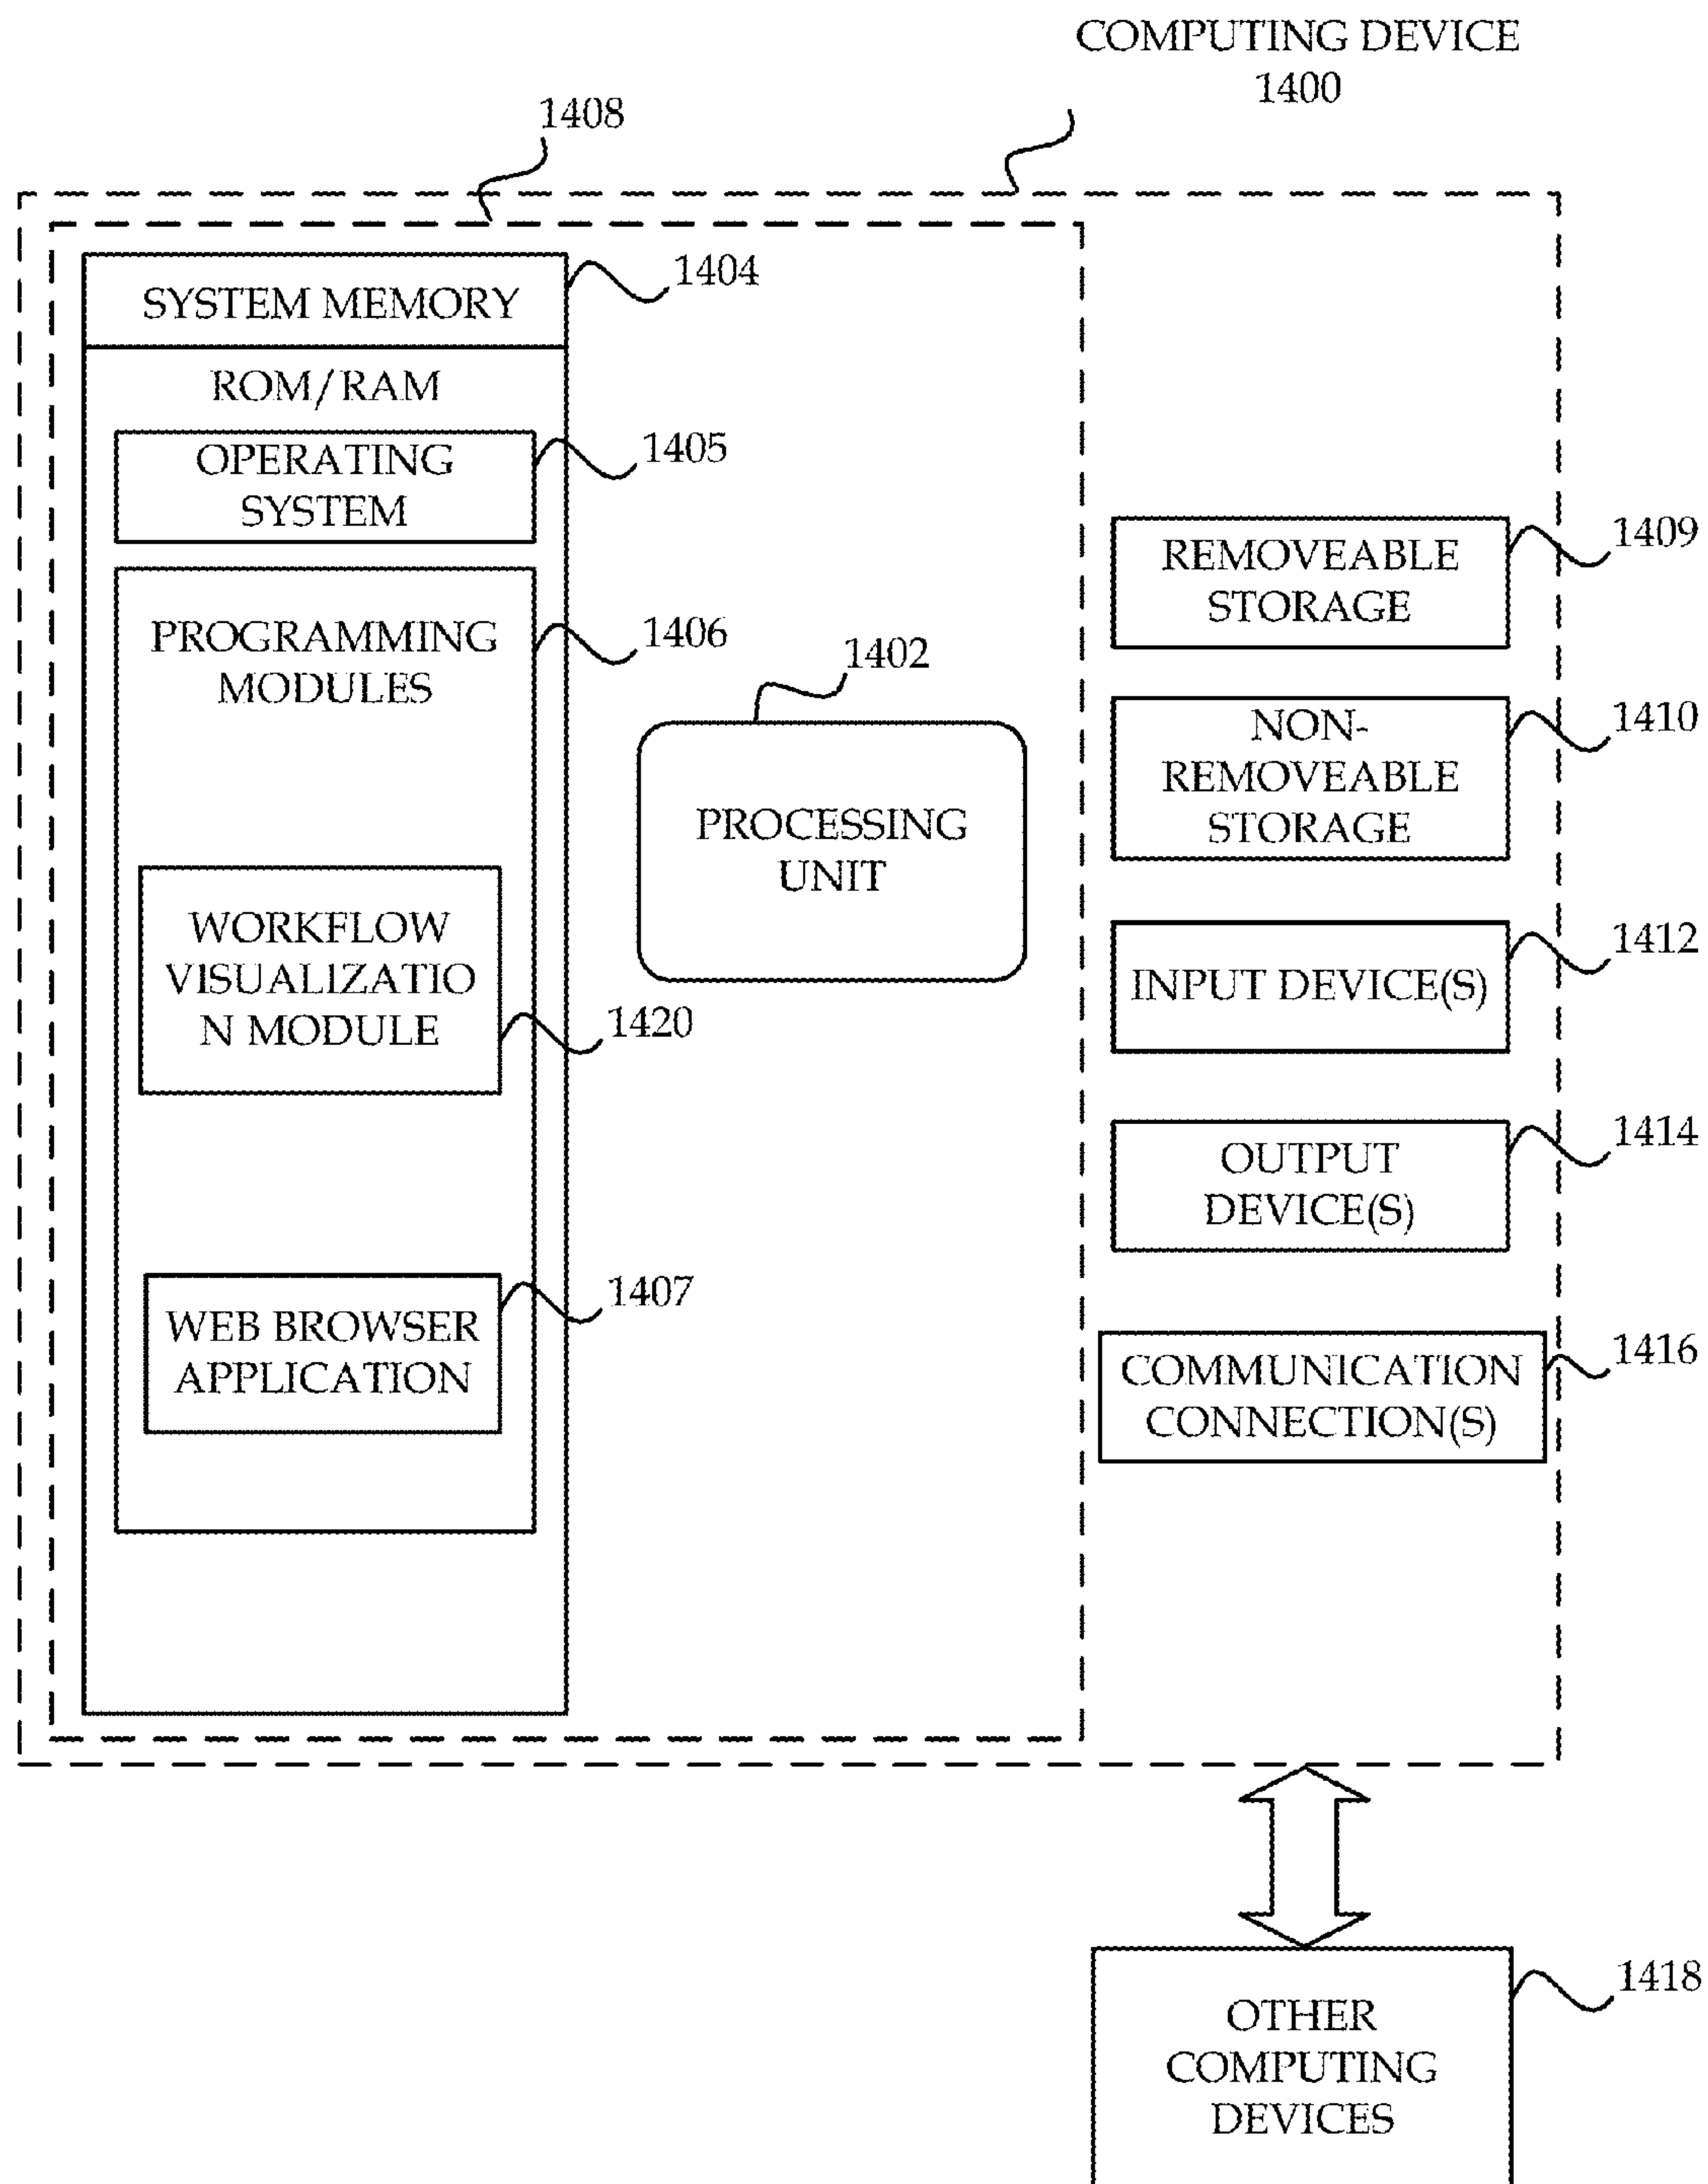 COMPUTING DEVICE
1400
1408
SYSTEM MEMORY
1404
ROM/RAM
OPERATING
SYSTEM
1405
PROGRAMMING
MODULES
1406
WORKFLOW
VISUALIZATIO
N MODULE
1420
WEB BROWSER
APPLICATION
1407
1402
PROCESSING
UNIT
REMOVEABLE
STORAGE
1409
NON-
REMOVEABLE
STORAGE
1410
INPUT DEVICE(S)
1412
OUTPUT
DEVICE(S)
1414
COMMUNICATION
CONNECTION(S)
1416
OTHER
COMPUTING
DEVICES
1418